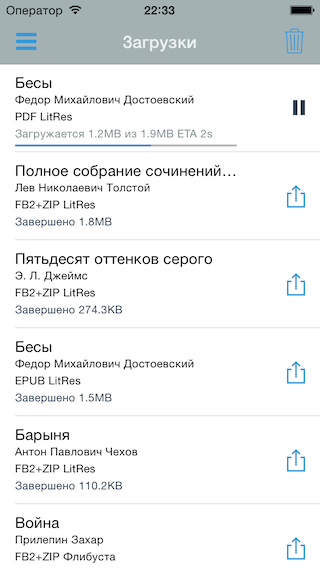 Оператор 22:33
Загрузки
Бесы
Федор Михайлович Достоевский
PDF LitRes
Загружается 1.2MB из 1.9MB ETA 2s
Полное собрание сочинений...
Лев Николаевич Толстой
FB2+ZIP LitRes
Завершено 1.8MB
Пятьдесят оттенков серого
Э. Л. Джеймс
FB2+ZIP LitRes
Завершено 274.3KB
Бесы
Федор Михайлович Достоевский
EPUB LitRes
Завершено 1.5MB
Барыня
Антон Павлович Чехов
FB2+ZIP LitRes
Завершено 110.2KB
Война
Прилепин Захар
FB2+ZIP Флибуста